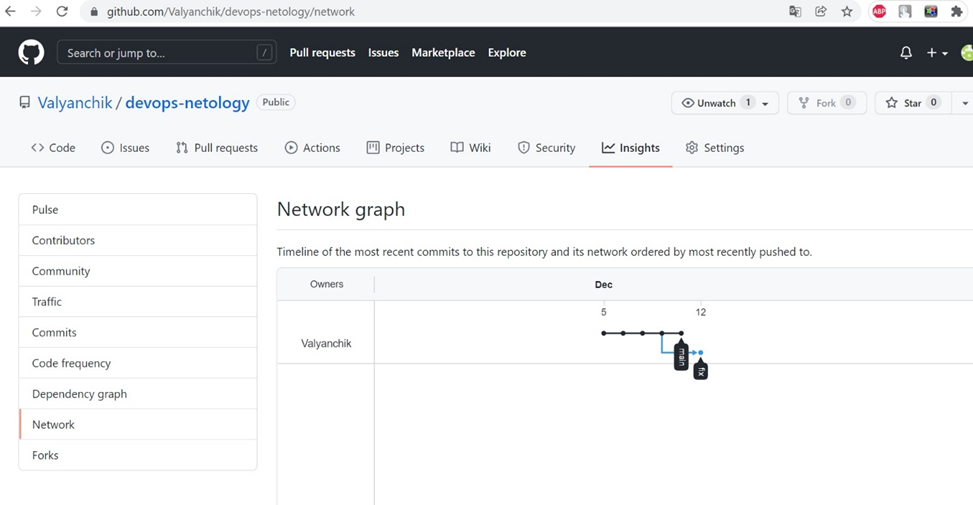 github.com/Valyanchik/devops-netology/network
ABP
Search or jump to... / Pull requests Issues Marketplace Explore
Valyanchik / devops-netology Public Unwatch 1 Fork 0 Star 0
Code Issues Pull requests Actions Projects Wiki Security Insights Settings
Pulse
Contributors
Community
Traffic
Commits
Code frequency
Dependency graph
Network
Forks
Network graph
Timeline of the most recent commits to this repository and its network ordered by most recently pushed to.
Owners Dec
5 12
Valyanchik
main
fix